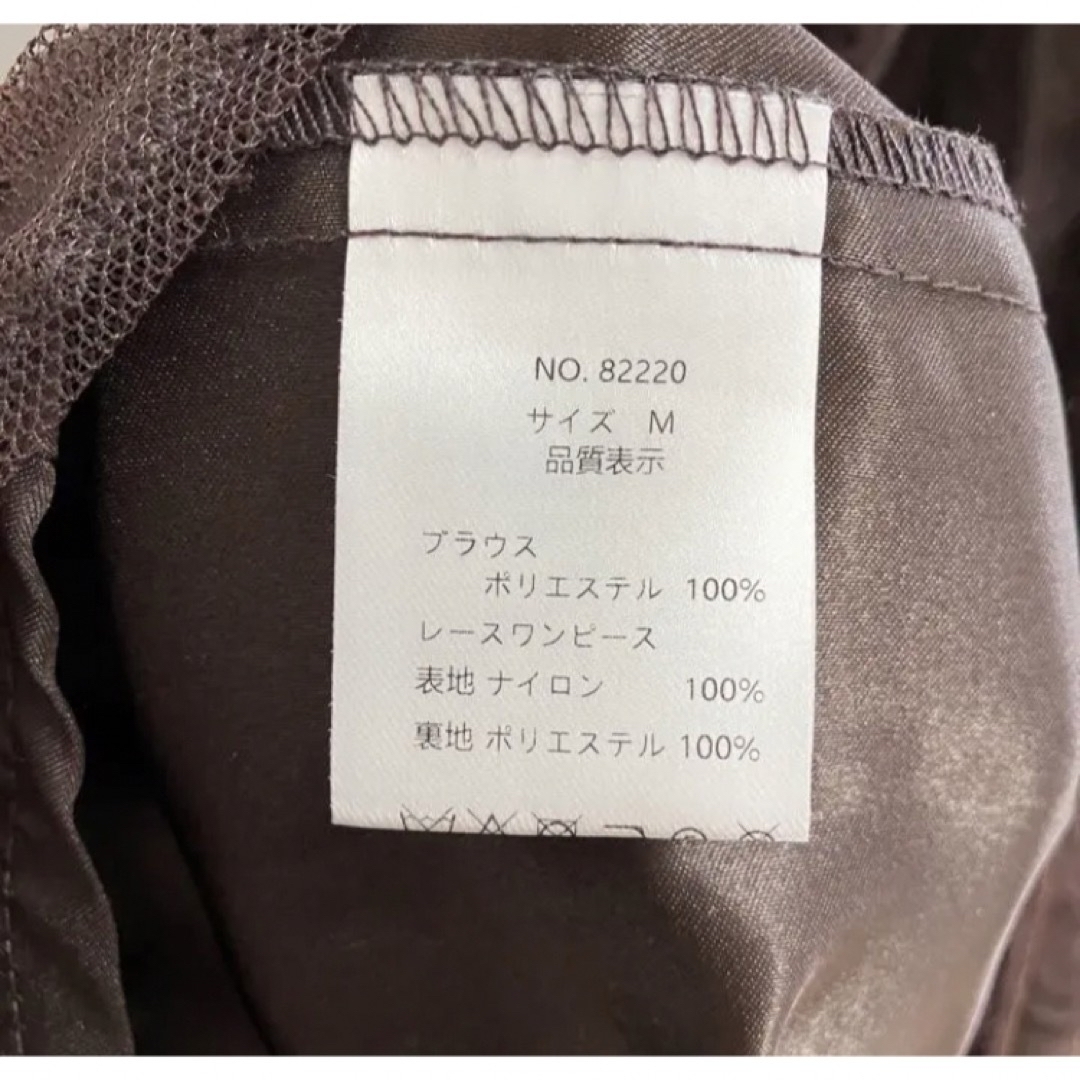 NO. 82220
サイズ M
品質表示
ブラウス
ポリエステル 100%
レースワンピース
表地 ナイロン 100%
裏地 ポリエステル 100%